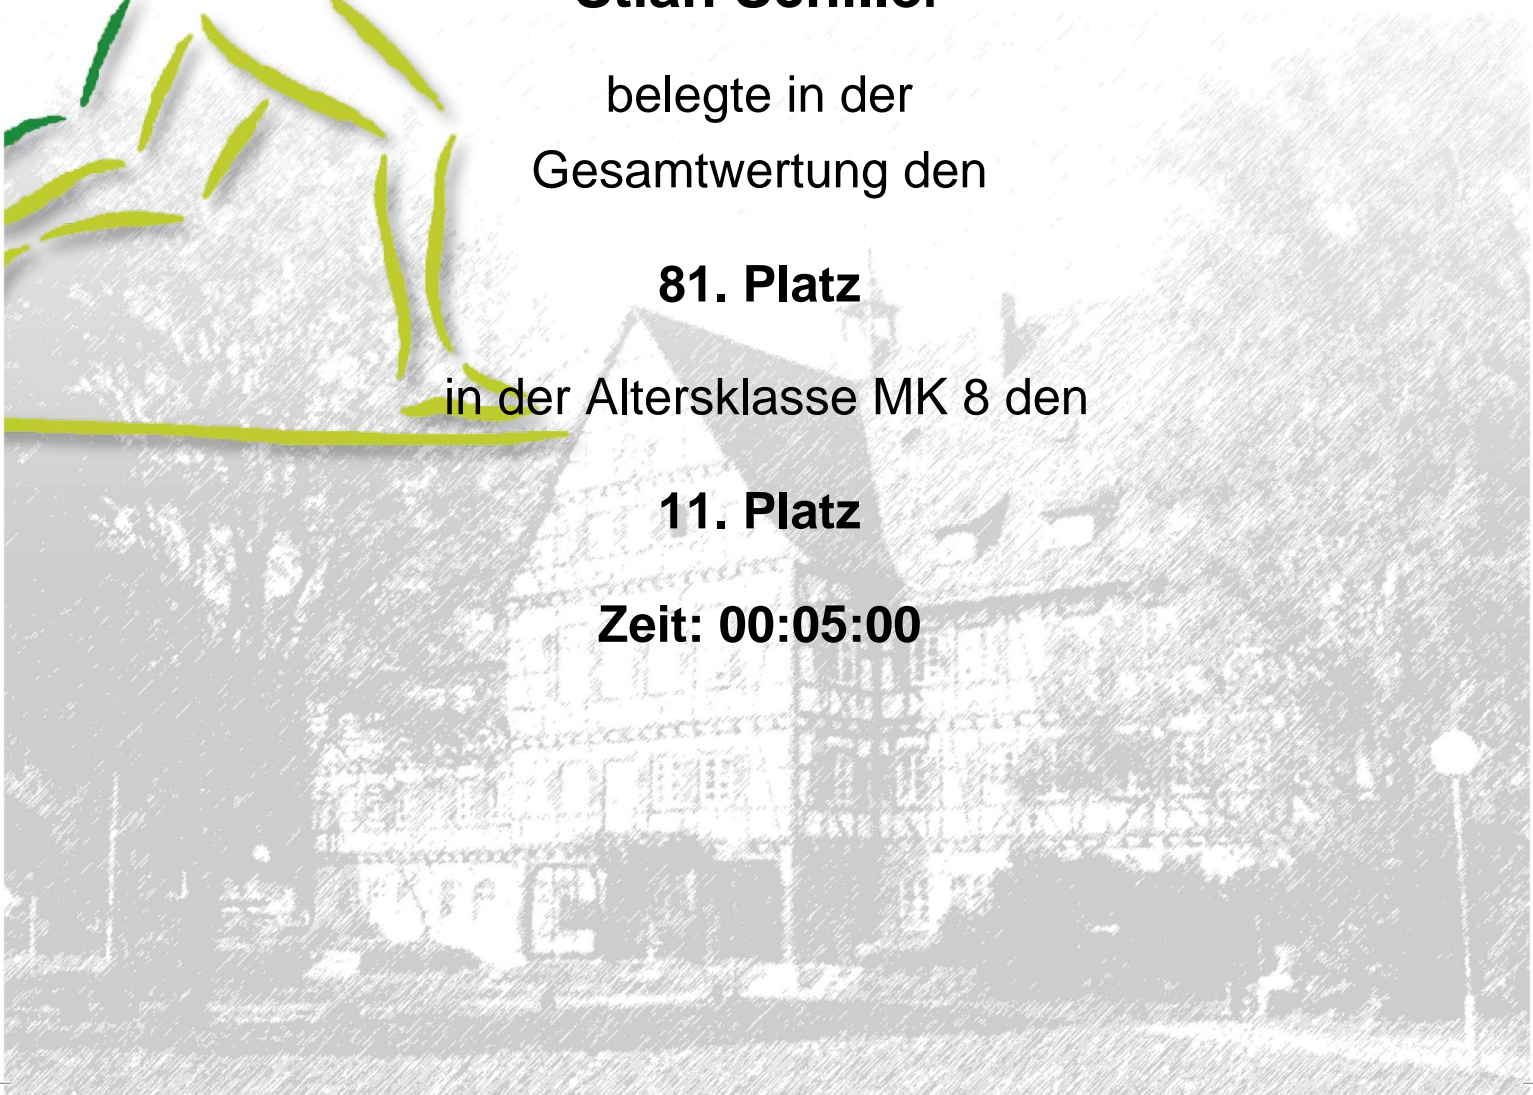 belegte in der
Gesamtwertung den
81. Platz
in der Altersklasse MK 8 den
11. Platz
Zeit: 00:05:00